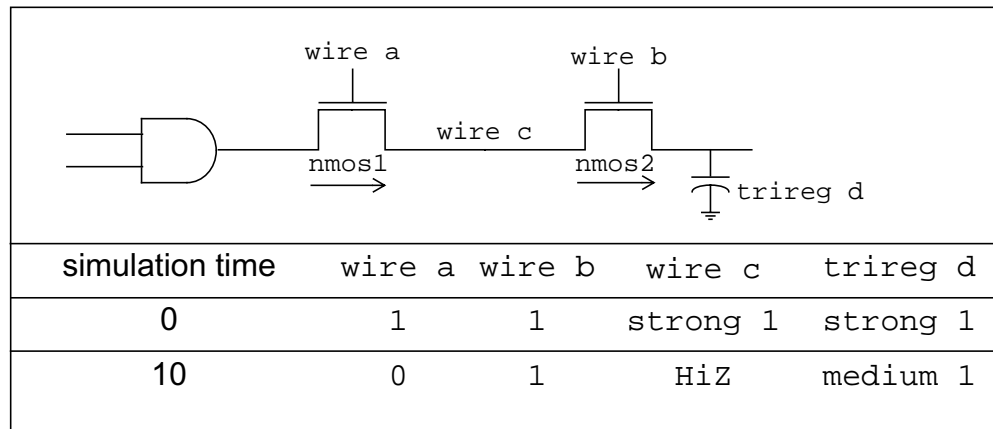 wire a wire b
wire c
nmos1 nmos2
trireg d
simulation time wire a wire b wire c trireg d
0 1 1 strong 1 strong 1
10 0 1 HiZ medium 1